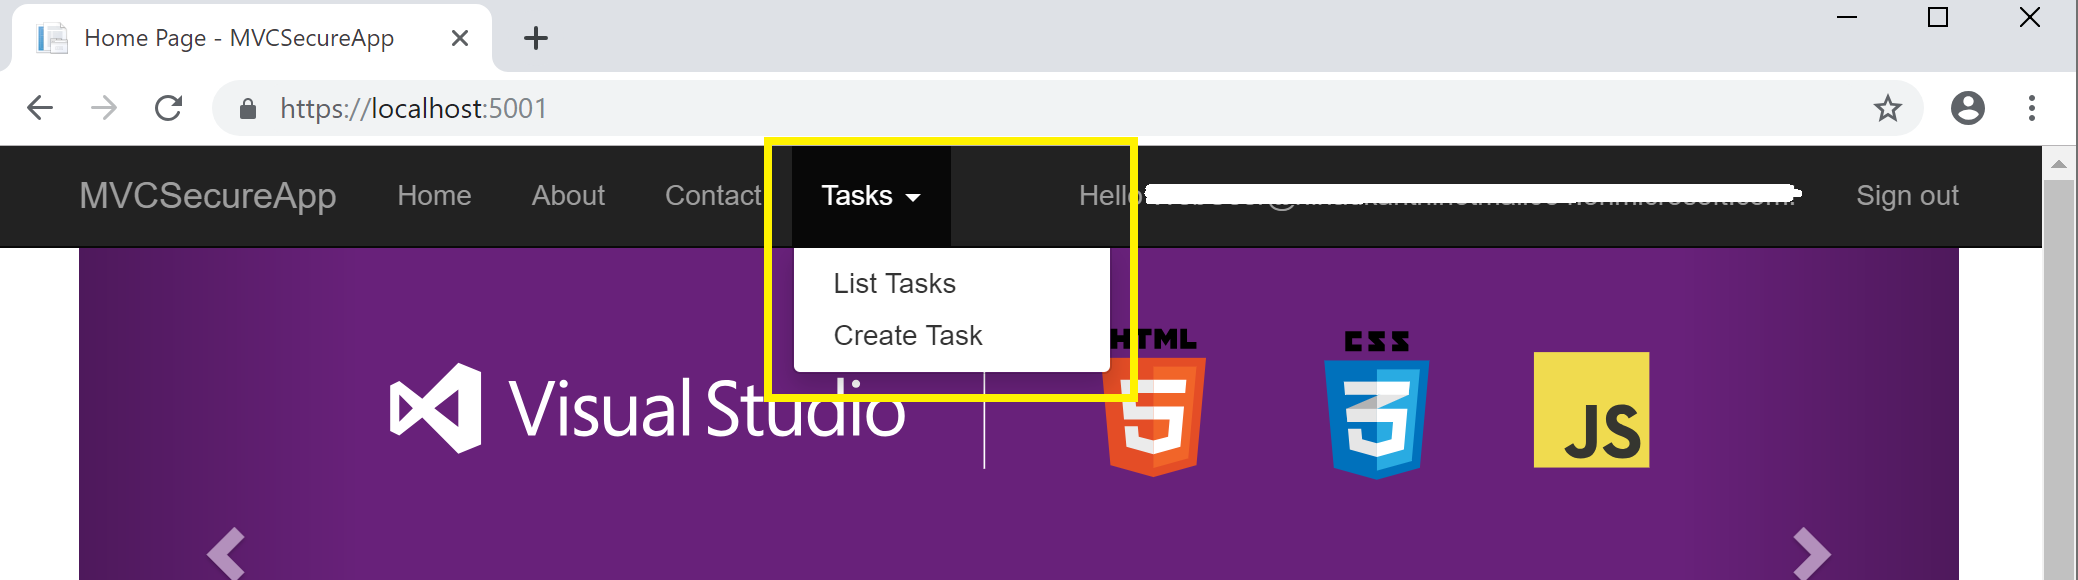 Home Page - MVCSecureApp
https://localhost:5001
MVCSecureApp Home About Contact Tasks Hello Sign out
List Tasks
Create Task
HTML CSS
Visual Studio 5 3 JS